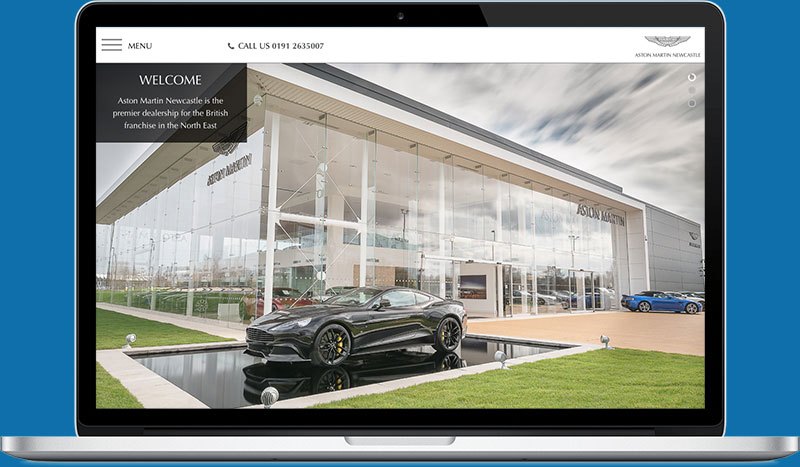 MENU
CALL US 0191 2635007
ASTON MARTIN NEWCASTLE
WELCOME
Aston Martin Newcastle is the
premier dealership for the British
franchise in the North East
ASTON MARTIN
ASTON MARTIN